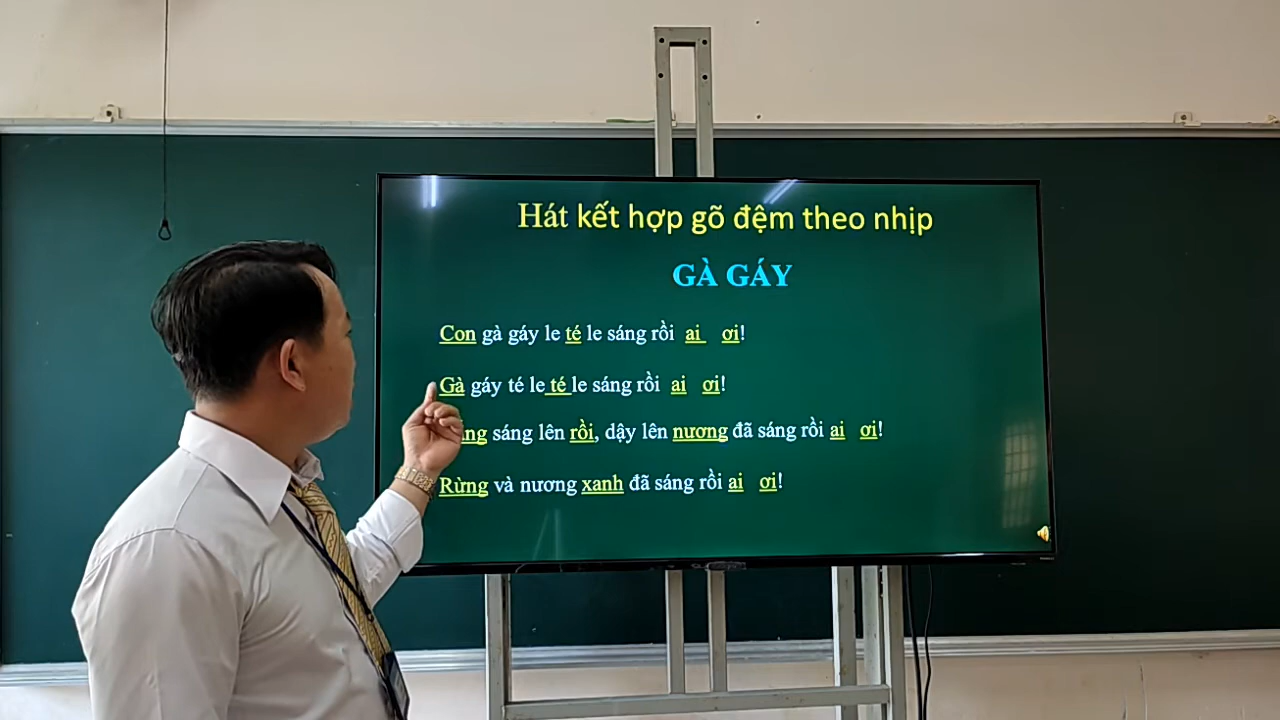 Hát kết hợp gõ đệm theo nhịp
GÀ GÁY
Con gà gáy le té le sáng rồi ai ơi!
Gà gáy té le té le sáng rồi ai ơi!
sáng lên rồi, dậy lên nương đã sáng rồi ai ơi!
Rừng và nương xanh đã sáng rồi ai ơi!